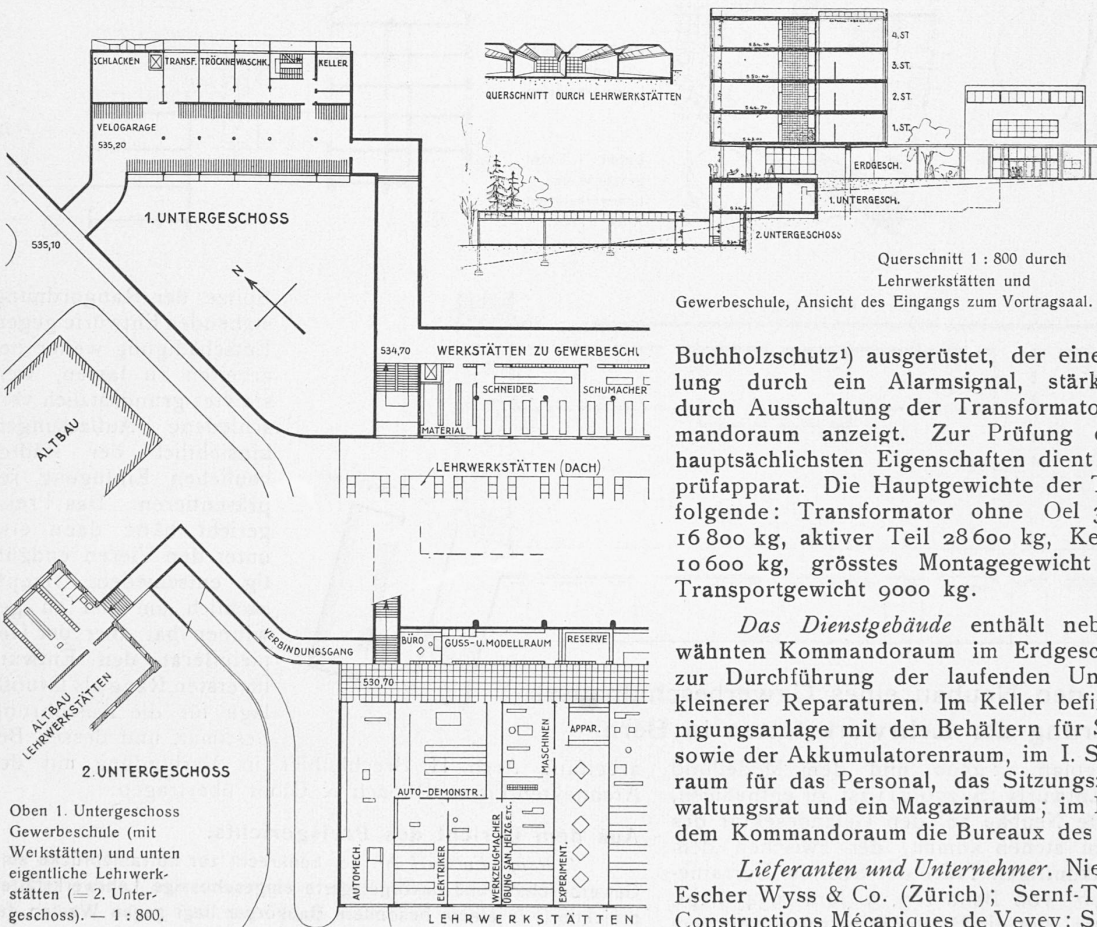 SCHLACKEN TRANSF. TRÖCKNE WASCHK. KELLER
VELOGARAGE
535,20
1. UNTERGESCHOSS
535,10
N
ALTBAU
534,70 WERKSTÄTTEN ZU GEWERBESCHU
SCHNEIDER SCHUMACHER
MATERIAL
LEHRWERKSTÄTTEN (DACH)
QUERSCHNITT DURCH LEHRWERKSTÄTTEN
4. ST
3. ST.
2. ST.
1. ST.
ERDGESCH.
1. UNTERGESCH.
2. UNTERGESCHOSS
Querschnitt 1 : 800 durch
Lehrwerkstätten und
Gewerbeschule, Ansicht des Eingangs zum Vortragsaal.
VERBINDUNGSGANG
BÜRO GUSS- U. MODELLRAUM RESERVE
530,70
ALTBAU
LEHRWERKSTÄTTEN
2. UNTERGESCHOSS
MASCHINEN
APPAR.
AUTO-DEMONSTR.
AUTOMECH.
ELEKTRIKER
WERKZEUGMACHER
ÜBUNG SAN. HEIZG. ETC.
EXPERIMENT.
LEHRWERKSTÄTTEN
Oben 1. Untergeschoss
Gewerbeschule (mit
Werkstätten) und unten
eigentliche Lehrwerk-
stätten (= 2. Unter-
geschoss). — 1 : 800.
Buchholzschutz¹) ausgerüstet, der eine
lung durch ein Alarmsignal, stärk
durch Ausschaltung der Transformato
mandoraum anzeigt. Zur Prüfung
hauptsächlichsten Eigenschaften dient
prüfapparat. Die Hauptgewichte der T
folgende: Transformator ohne Oel
16 800 kg, aktiver Teil 28 600 kg, Ke
10 600 kg, grösstes Montagegewicht
Transportgewicht 9000 kg.
Das Dienstgebäude enthält neb
wähnten Kommandoraum im Erdgesc
zur Durchführung der laufenden Un
kleinerer Reparaturen. Im Keller befi
nigungsanlage mit den Behältern für S
sowie der Akkumulatorenraum, im I. S
für das Personal, das Sitzungsz
waltungsrat und ein Magazinraum; im
dem Kommandoraum die Bureaux des
Lieferanten und Unternehmer. Nie
Escher Wyss & Co. (Zürich); Sernf-T
Constructions Mécaniques de Vevey; S